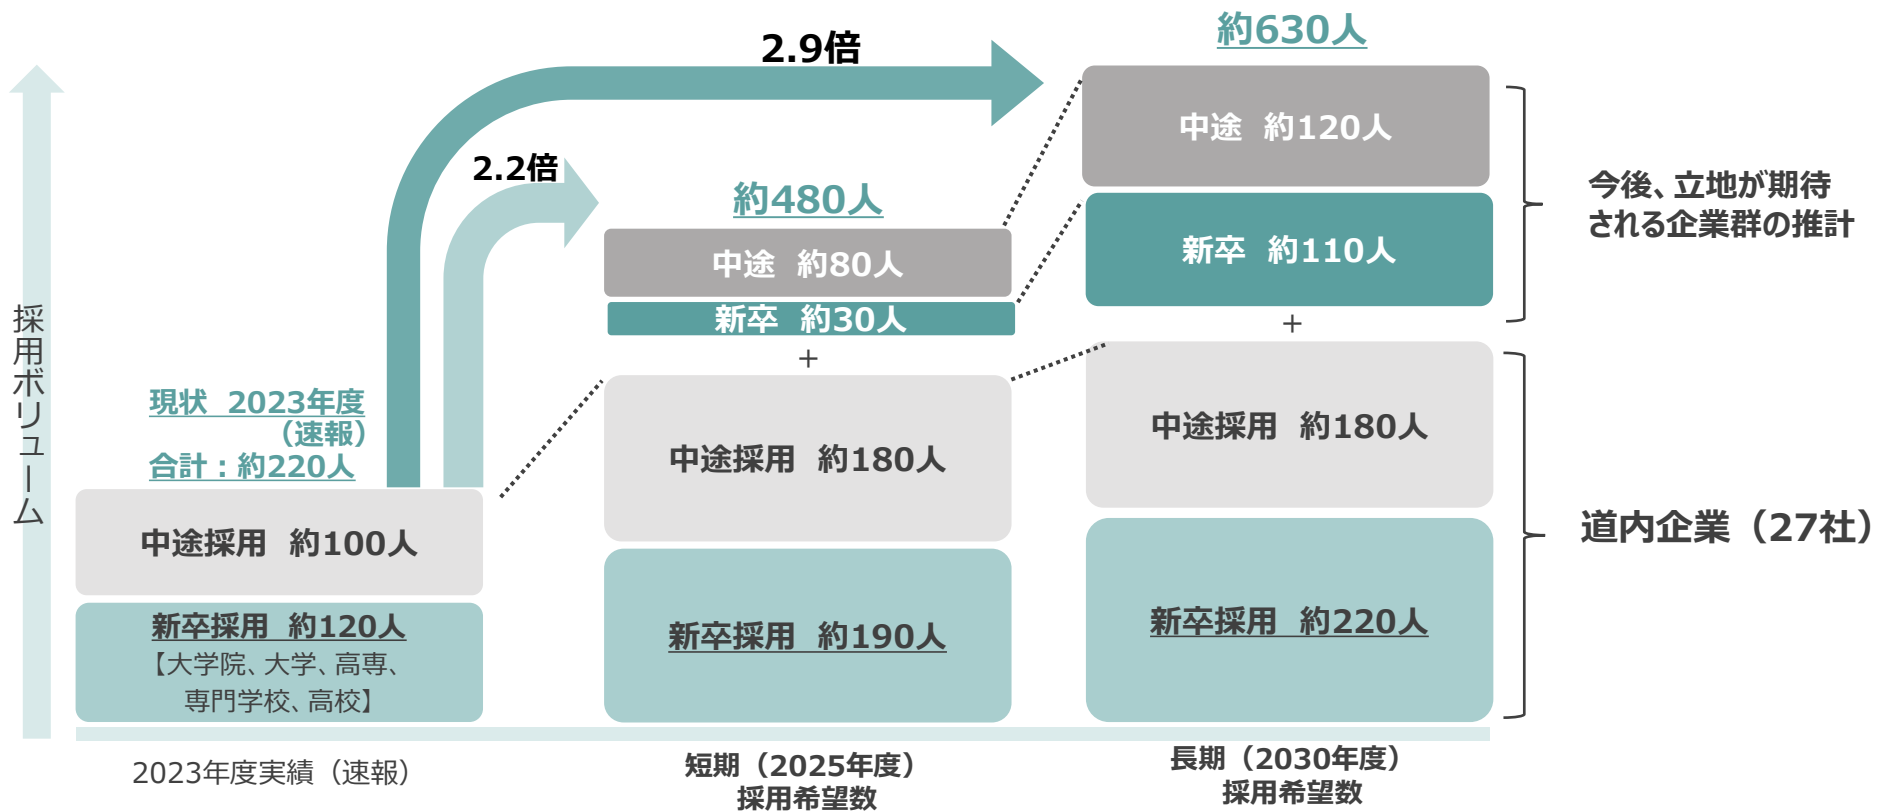 採用ボリューム
現状 2023年度
（速報）
合計：約220人
中途採用 約100人
新卒採用 約120人
【大学院、大学、高専、
専門学校、高校】
2023年度実績（速報）
2.2倍
2.9倍
約480人
中途 約80人
新卒 約30人
＋
中途採用 約180人
新卒採用 約190人
短期（2025年度）
採用希望数
約630人
中途 約120人
新卒 約110人
＋
中途採用 約180人
新卒採用 約220人
長期（2030年度）
採用希望数
今後、立地が期待
される企業群の推計
道内企業（27社）